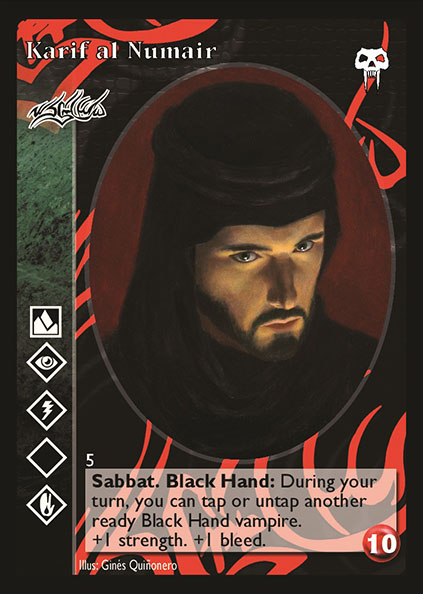 Karif al Numair
5
Sabbat. Black Hand: During your
turn, you can tap or untap another
ready Black Hand vampire.
+1 strength. +1 bleed.
10
Illus: Ginés Quiñonero